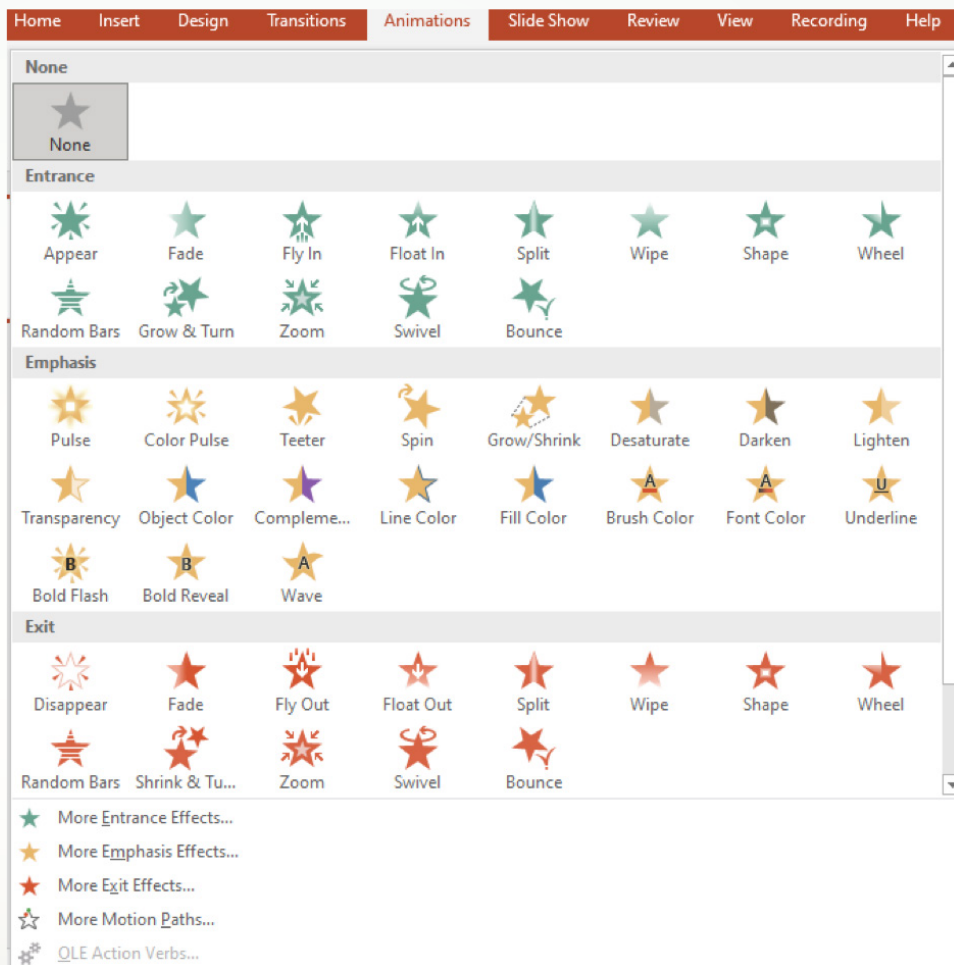 Home Insert Design Transitions Animations Slide Show Review View Recording Help
None
None
Entrance
Appear Fade Fly In Float In Split Wipe Shape Wheel
Random Bars Grow & Turn Zoom Swivel Bounce
Emphasis
Pulse Color Pulse Teeter Spin Grow/Shrink Desaturate Darken Lighten
Transparency Object Color Compleme... Line Color Fill Color Brush Color Font Color Underline
Bold Flash Bold Reveal Wave
Exit
Disappear Fade Fly Out Float Out Split Wipe Shape Wheel
Random Bars Shrink & Tu... Zoom Swivel Bounce
More Entrance Effects...
More Emphasis Effects...
More Exit Effects...
More Motion Paths...
OLE Action Verbs...